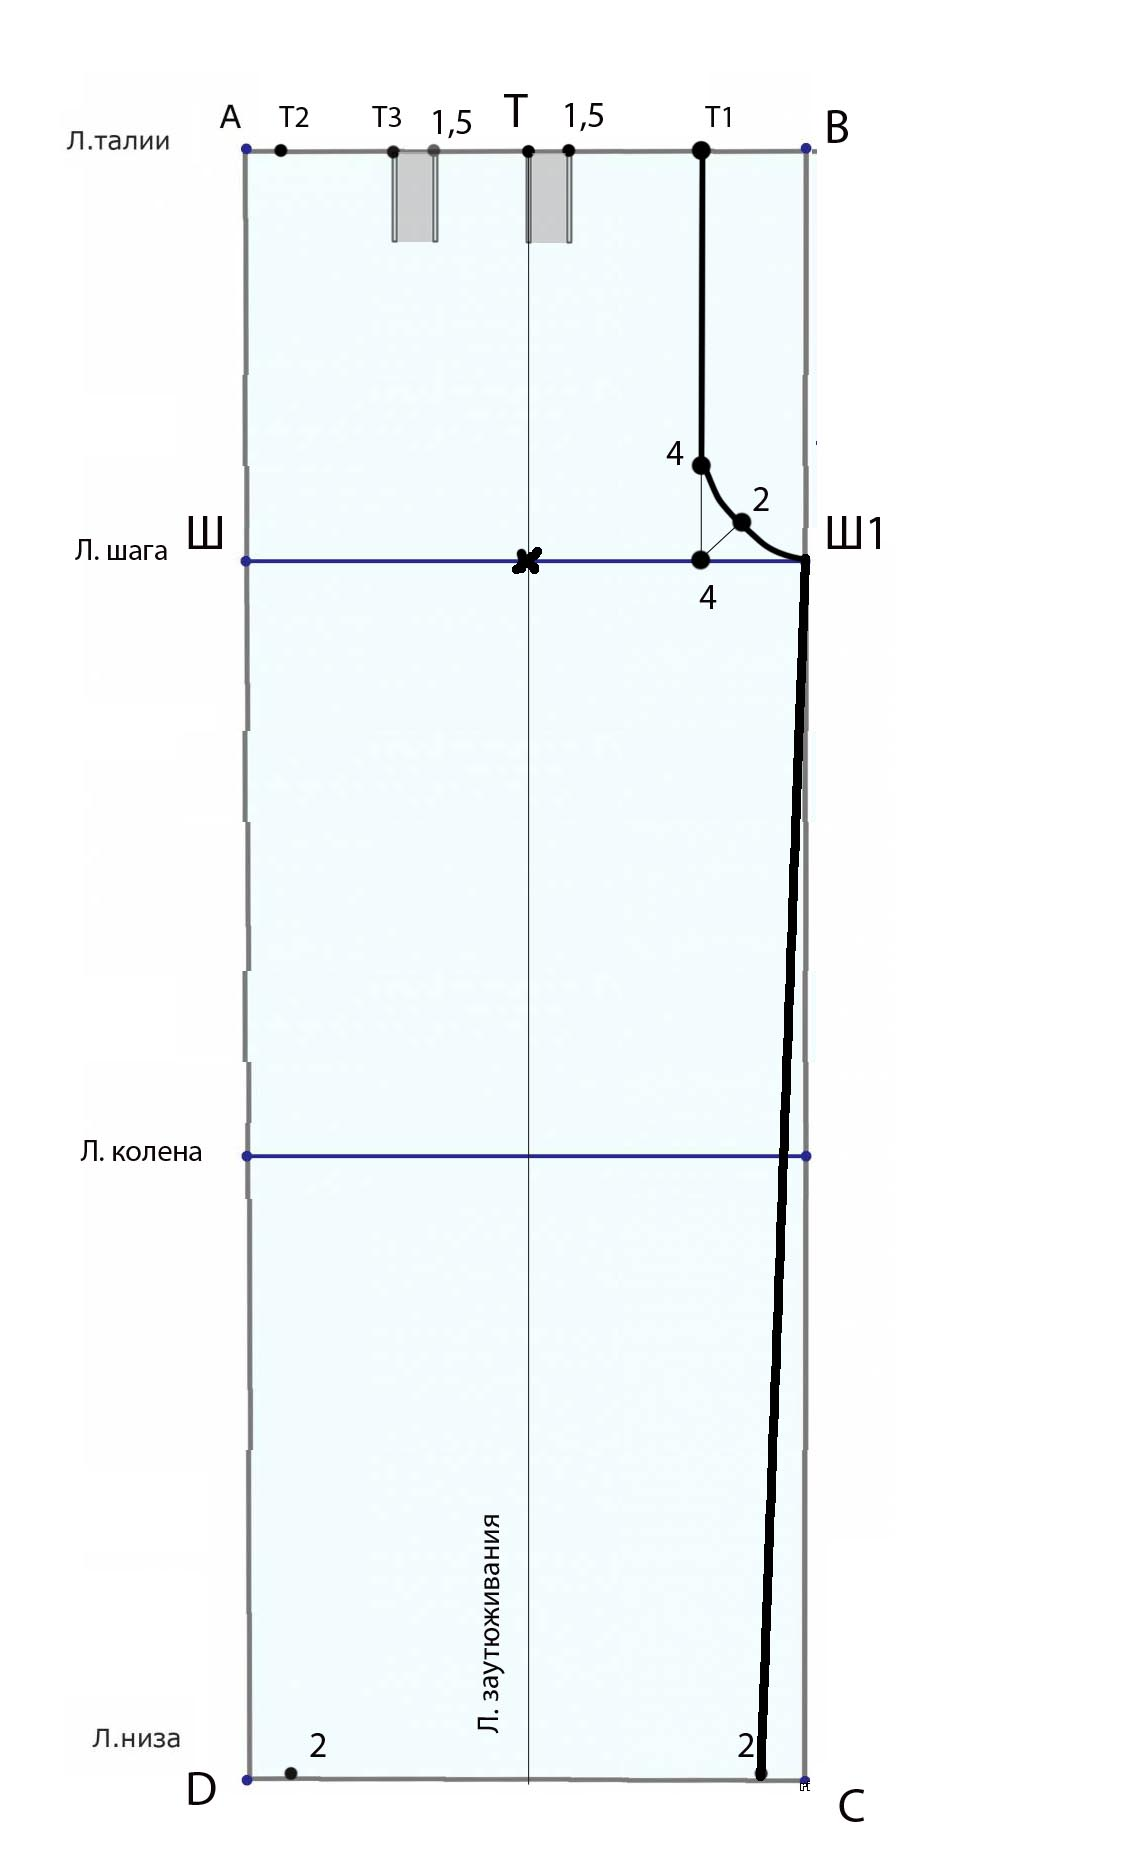 A T2 T3 1,5 T 1,5 T1 B
Л.талии
4
2
Ш Ш1
Л. шага
4
Л. колена
Л. заутюживания
Л.низа
2 2
D C